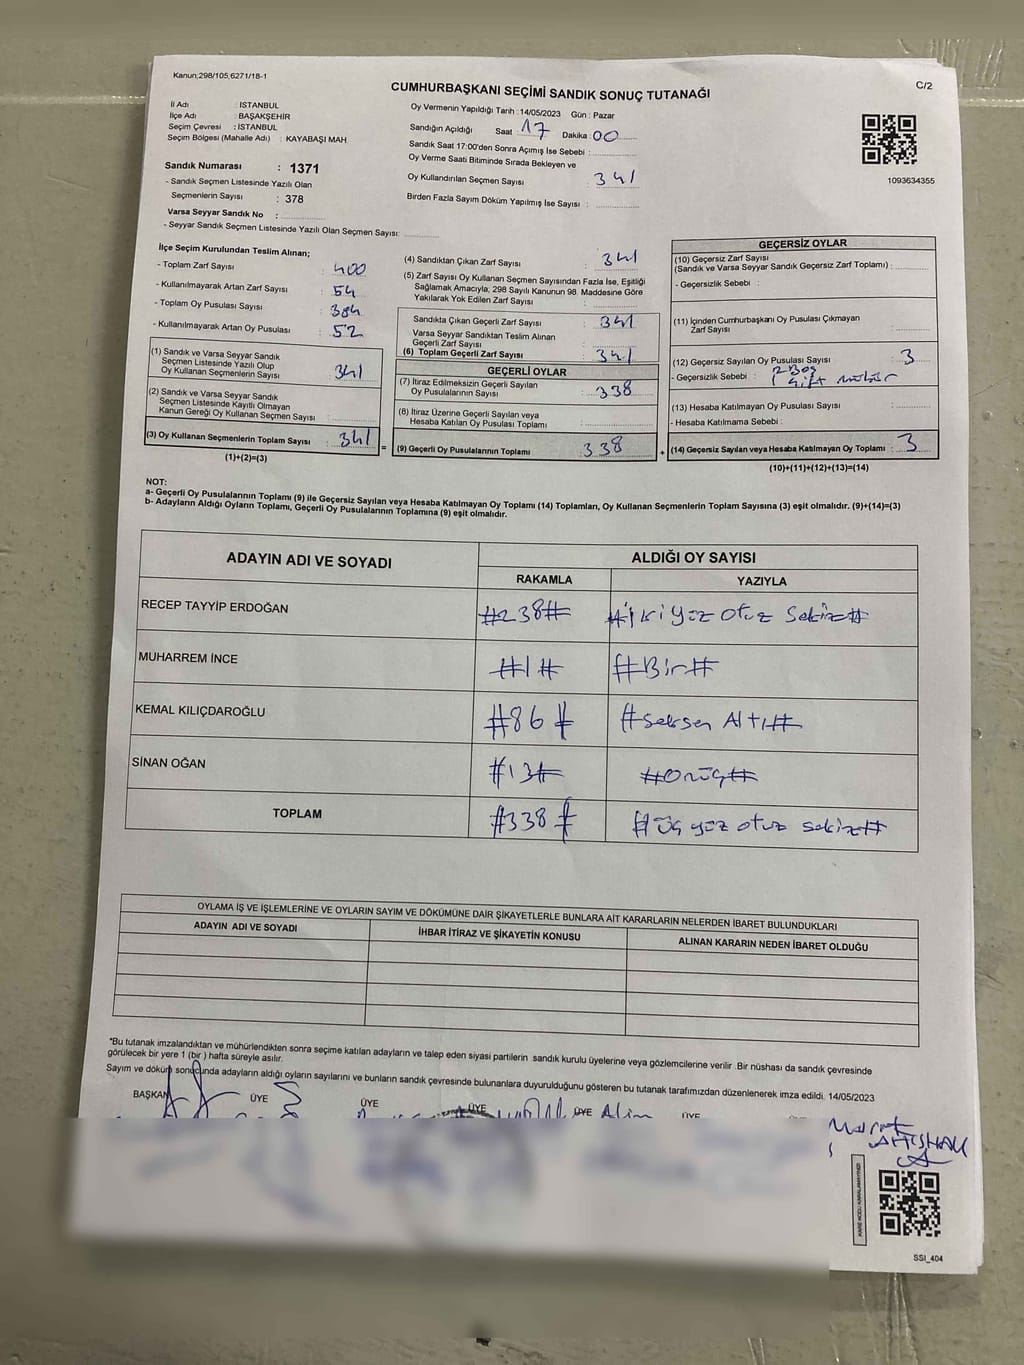 Kanun,298/105,6271/18-1
C/2
CUMHURBAŞKANI SEÇİMİ SANDIK SONUÇ TUTANAĞI
İl Adı : İSTANBUL
İlçe Adı : BAŞAKŞEHİR
Seçim Çevresi : İSTANBUL
Seçim Bölgesi (Mahalle Adı) : KAYABAŞI MAH
Oy Vermenin Yapıldığı Tarih : 14/05/2023 Gün : Pazar
Sandığın Açıldığı Saat : 17 Dakika : 00
Sandık Saat 17:00'den Sonra Açımış İse Sebebi :
Oy Verme Saati Bitiminde Sırada Bekleyen ve
Oy Kullandırılan Seçmen Sayısı : 341
Birden Fazla Sayım Döküm Yapılmış İse Sayısı :
1093634355
Sandık Numarası : 1371
- Sandık Seçmen Listesinde Yazılı Olan
Seçmenlerin Sayısı : 378
Varsa Seyyar Sandık No :
- Seyyar Sandık Seçmen Listesinde Yazılı Olan Seçmen Sayısı:
İlçe Seçim Kurulundan Teslim Alınan;
- Toplam Zarf Sayısı : 400
- Kullanılmayarak Artan Zarf Sayısı : 54
- Toplam Oy Pusulası Sayısı : 384
- Kullanılmayarak Artan Oy Pusulası : 52
(1) Sandık ve Varsa Seyyar Sandık
Seçmen Listesinde Yazılı Olup
Oy Kullanan Seçmenlerin Sayısı : 341
(2) Sandık ve Varsa Seyyar Sandık
Seçmen Listesinde Kayıtlı Olmayan
Kanun Gereği Oy Kullanan Seçmen Sayısı :
(3) Oy Kullanan Seçmenlerin Toplam Sayısı : 341
(1)+(2)=(3)
(4) Sandıktan Çıkan Zarf Sayısı : 341
(5) Zarf Sayısı Oy Kullanan Seçmen Sayısından Fazla İse, Eşitliği
Sağlamak Amacıyla; 298 Sayılı Kanunun 98. Maddesine Göre
Yakılarak Yok Edilen Zarf Sayısı :
Sandıkta Çıkan Geçerli Zarf Sayısı : 341
Varsa Seyyar Sandıktan Teslim Alınan
Geçerli Zarf Sayısı :
(6) Toplam Geçerli Zarf Sayısı : 341
GEÇERLİ OYLAR
(7) İtiraz Edilmeksizin Geçerli Sayılan
Oy Pusulalarının Sayısı : 338
(8) İtiraz Üzerine Geçerli Sayılan veya
Hesaba Katılan Oy Pusulası Toplamı :
= (9) Geçerli Oy Pusulalarının Toplamı : 338
GEÇERSİZ OYLAR
(10) Geçersiz Zarf Sayısı
(Sandık ve Varsa Seyyar Sandık Geçersiz Zarf Toplamı) :
- Geçersizlik Sebebi :
(11) İçinden Cumhurbaşkanı Oy Pusulası Çıkmayan
Zarf Sayısı :
(12) Geçersiz Sayılan Oy Pusulası Sayısı : 3
- Geçersizlik Sebebi : 2 Boş
1 Çift mühür
(13) Hesaba Katılmayan Oy Pusulası Sayısı :
- Hesaba Katılmama Sebebi :
+ (14) Geçersiz Sayılan veya Hesaba Katılmayan Oy Toplamı : 3
(10)+(11)+(12)+(13)=(14)
NOT:
a- Geçerli Oy Pusulalarının Toplamı (9) ile Geçersiz Sayılan veya Hesaba Katılmayan Oy Toplamı (14) Toplamları, Oy Kullanan Seçmenlerin Toplam Sayısına (3) eşit olmalıdır. (9)+(14)=(3)
b- Adayların Aldığı Oyların Toplamı, Geçerli Oy Pusulalarının Toplamına (9) eşit olmalıdır.
ADAYIN ADI VE SOYADI ALDIĞI OY SAYISI
RAKAMLA YAZIYLA
RECEP TAYYİP ERDOĞAN #238# #İki yüz otuz Sekiz#
MUHARREM İNCE #1# #Bir#
KEMAL KILIÇDAROĞLU #86# #Seksen Altı#
SİNAN OĞAN #13# #Onüç#
TOPLAM #338# #Üç yüz otuz sekiz#
OYLAMA İŞ VE İŞLEMLERİNE VE OYLARIN SAYIM VE DÖKÜMÜNE DAİR ŞİKAYETLERLE BUNLARA AİT KARARLARIN NELERDEN İBARET BULUNDUKLARI
ADAYIN ADI VE SOYADI İHBAR İTİRAZ VE ŞİKAYETİN KONUSU ALINAN KARARIN NEDEN İBARET OLDUĞU
*Bu tutanak imzalandıktan ve mühürlendikten sonra seçime katılan adayların ve talep eden siyasi partilerin sandık kurulu üyelerine veya gözlemcilerine verilir .Bir nüshası da sandık çevresinde
görülecek bir yere 1 (bir ) hafta süreyle asılır.
Sayım ve döküm sonucunda adayların aldığı oyların sayılarını ve bunların sandık çevresinde bulunanlara duyurulduğunu gösteren bu tutanak tarafımızdan düzenlenerek imza edildi. 14/05/2023
BAŞKAN ÜYE ÜYE ÜYE ÜYE ÜYE
Murat
KARE KODU KARALAMAYINIZ!
SSI_404